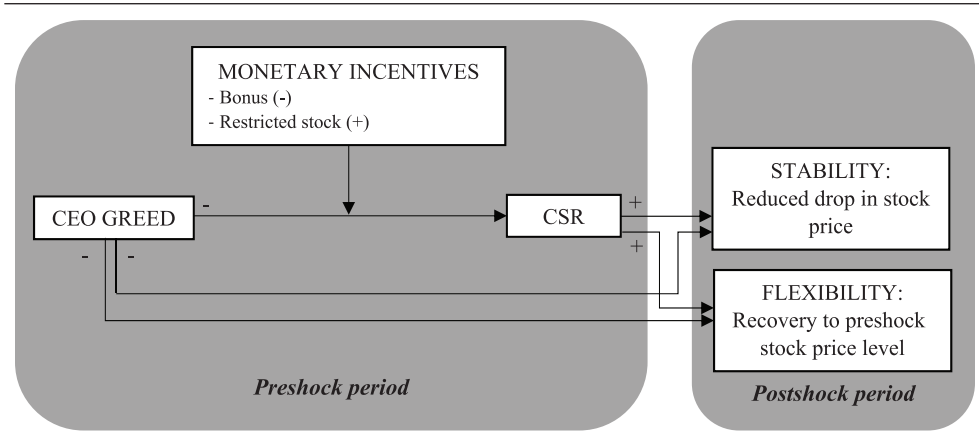 MONETARY INCENTIVES
- Bonus (-)
- Restricted stock (+)
CEO GREED
-
CSR
+
+
- -
STABILITY:
Reduced drop in stock
price
FLEXIBILITY:
Recovery to preshock
stock price level
Preshock period
Postshock period